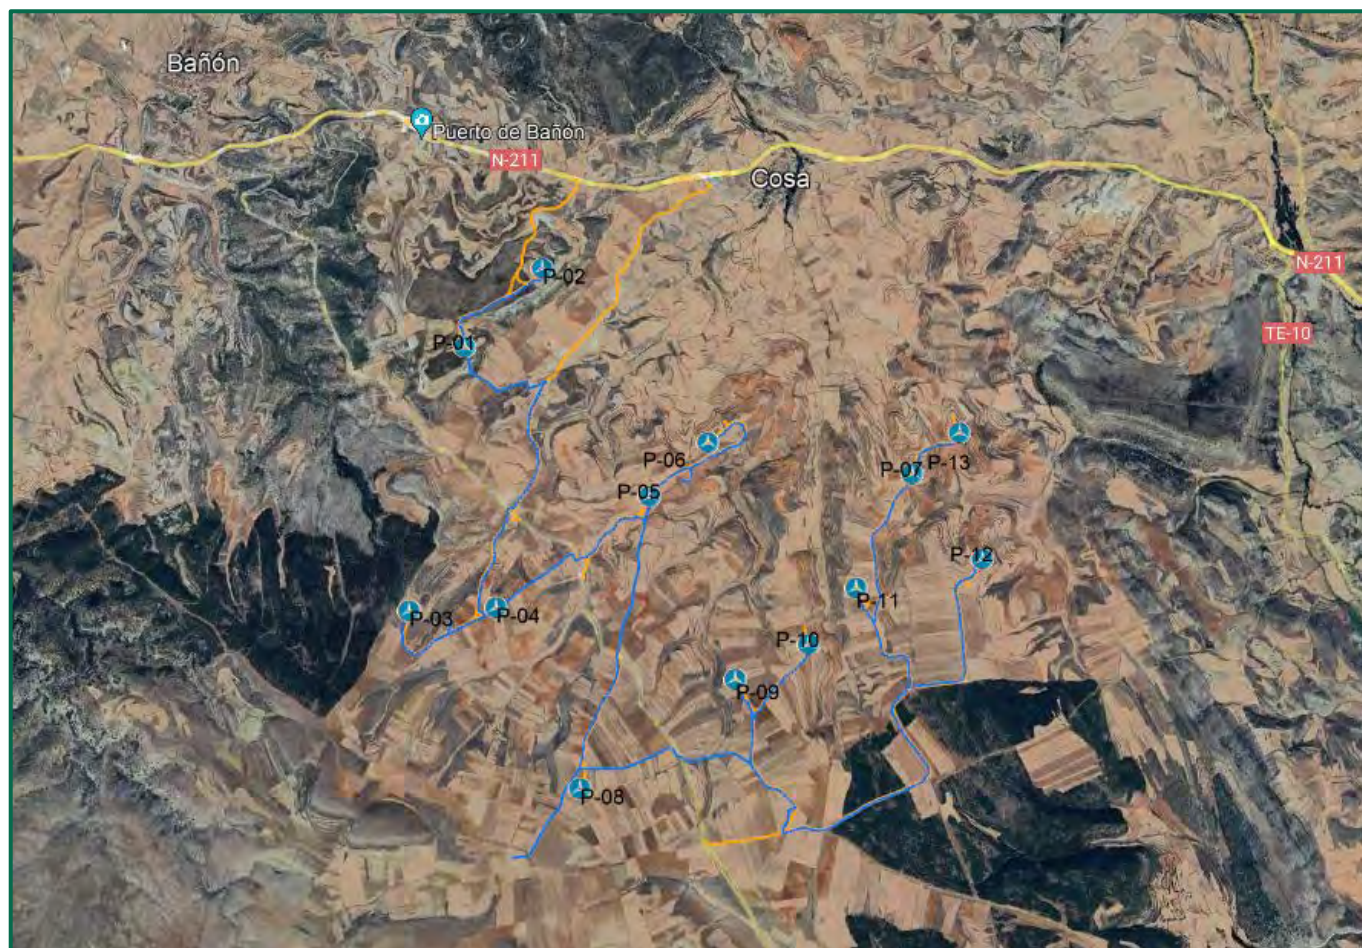 Bañón
Puerto de Bañón
N-211
Cosa
N-211
P-02
TE-10
P-01
P-06
P-07
P-13
P-05
P-12
P-11
P-03
P-04
P-10
P-09
P-08